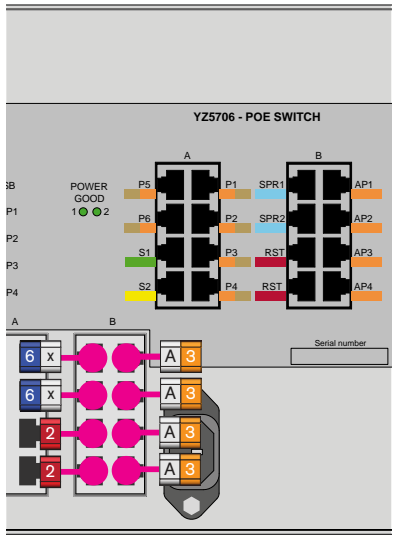 YZ5706 - POE SWITCH
A
B
SB
POWER
GOOD
1 2
P5
P1
SPR1
AP1
P1
P6
P2
SPR2
AP2
P2
S1
P3
RST
AP3
P3
S2
P4
RST
AP4
P4
A
B
Serial number
6 x
A 3
6 x
A 3
2
A 3
2
A 3